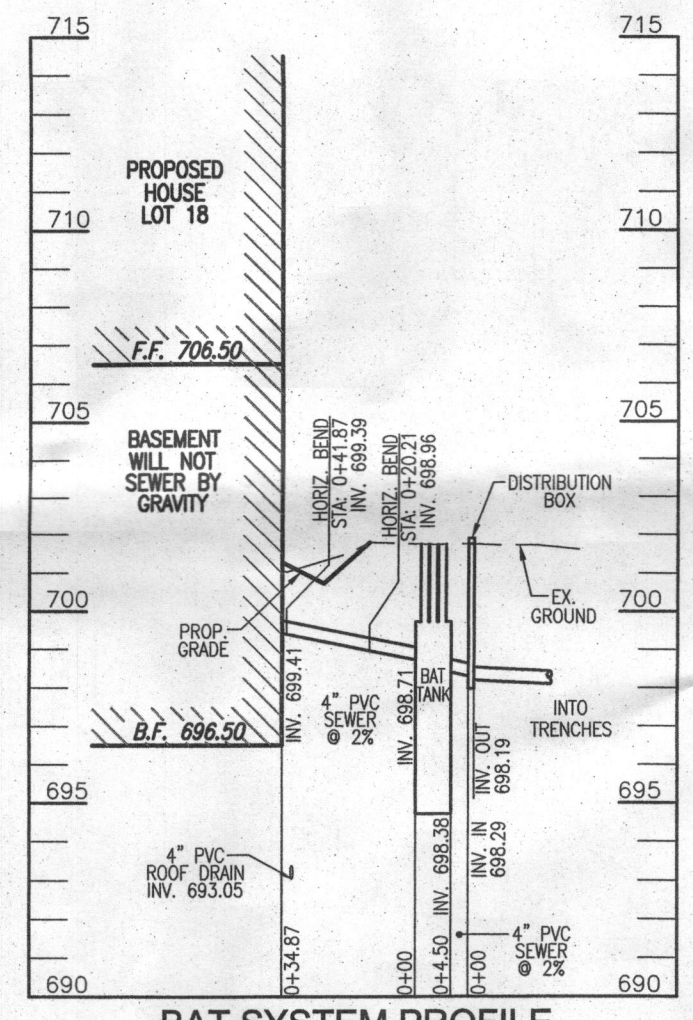 715
715
PROPOSED
HOUSE
LOT 18
710
710
F.F. 706.50
705
705
BASEMENT
WILL NOT
SEWER BY
GRAVITY
HORIZ. BEND
STA: 0+41.87
INV. 699.39
HORIZ. BEND
STA: 0+20.21
INV. 698.96
DISTRIBUTION
BOX
700
700
EX.
GROUND
PROP.
GRADE
INV. 699.41
4" PVC
SEWER
@ 2%
INV. 698.71
BAT
TANK
INTO
TRENCHES
B.F. 696.50
INV. OUT
698.19
695
695
4" PVC
ROOF DRAIN
INV. 693.05
INV. 698.38
INV. IN
698.29
4" PVC
SEWER
@ 2%
0+34.87
0+00
0+4.50
0+00
690
690
BAT SYSTEM PROFILE